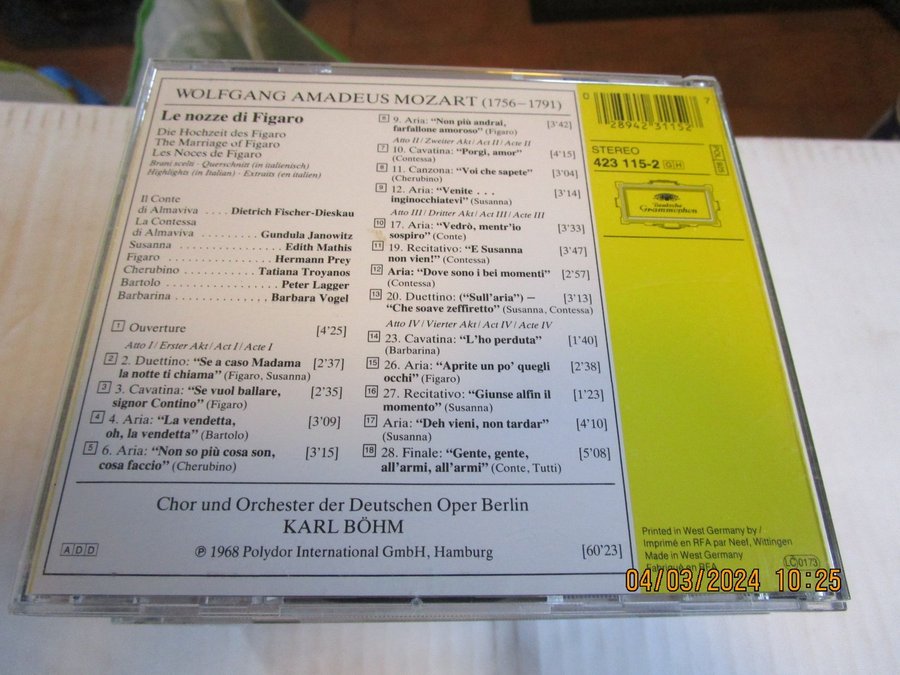 WOLFGANG AMADEUS MOZART (1756–1791)
Le nozze di Figaro
Die Hochzeit des Figaro
The Marriage of Figaro
Les Noces de Figaro
Brani scelti · Querschnitt (in italienisch)
Highlights (in Italian) · Extraits (en italien)
Il Conte
di Almaviva .... Dietrich Fischer-Dieskau
La Contessa
di Almaviva ........ Gundula Janowitz
Susanna ............... Edith Mathis
Figaro ............... Hermann Prey
Cherubino ......... Tatiana Troyanos
Bartolo ................ Peter Lagger
Barbarina .............. Barbara Vogel
1 Ouverture [4'25]
Atto I / Erster Akt / Act I / Acte I
2 2. Duettino: “Se a caso Madama [2'37]
la notte ti chiama” (Figaro, Susanna)
3 3. Cavatina: “Se vuol ballare, [2'35]
signor Contino” (Figaro)
4 4. Aria: “La vendetta, [3'09]
oh, la vendetta” (Bartolo)
5 6. Aria: “Non so più cosa son, [3'15]
cosa faccio” (Cherubino)
6 9. Aria: “Non più andrai, [3'42]
farfallone amoroso” (Figaro)
Atto II / Zweiter Akt / Act II / Acte II
7 10. Cavatina: “Porgi, amor” [4'15]
(Contessa)
8 11. Canzona: “Voi che sapete” [3'04]
(Cherubino)
9 12. Aria: “Venite . . . [3'14]
inginocchiatevi” (Susanna)
Atto III / Dritter Akt / Act III / Acte III
10 17. Aria: “Vedrò, mentr'io [3'33]
sospiro” (Conte)
11 19. Recitativo: “E Susanna [3'47]
non vien!” (Contessa)
12 Aria: “Dove sono i bei momenti” [2'57]
(Contessa)
13 20. Duettino: (“Sull'aria”) – [3'13]
“Che soave zeffiretto” (Susanna, Contessa)
Atto IV / Vierter Akt / Act IV / Acte IV
14 23. Cavatina: “L'ho perduta” [1'40]
(Barbarina)
15 26. Aria: “Aprite un po' quegli [2'38]
occhi” (Figaro)
16 27. Recitativo: “Giunse alfin il [1'23]
momento” (Susanna)
17 Aria: “Deh vieni, non tardar” [4'10]
(Susanna)
18 28. Finale: “Gente, gente, [5'08]
all'armi, all'armi” (Conte, Tutti)
Chor und Orchester der Deutschen Oper Berlin
KARL BÖHM
ADD ℗ 1968 Polydor International GmbH, Hamburg [60'23]
0 28942 31152 7
STEREO
423 115-2 GH
POL 805
Deutsche
Grammophon
Printed in West Germany by /
Imprimé en RFA par Neef, Wittingen
Made in West Germany
Fabriqué en RFA
LC 0173
04/03/2024 10:25